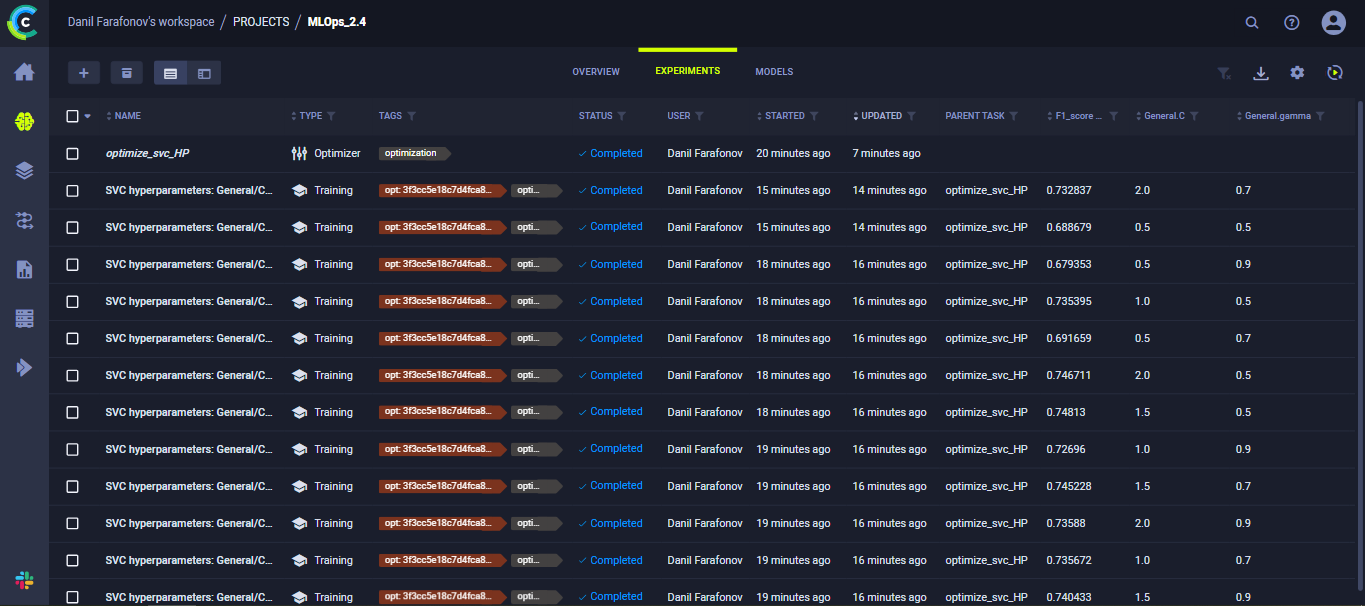 Danil Farafonov's workspace / PROJECTS / MLOps_2.4
OVERVIEW EXPERIMENTS MODELS
NAME TYPE TAGS STATUS USER STARTED UPDATED PARENT TASK F1_score ... General.C General.gamma
optimize_svc_HP Optimizer optimization Completed Danil Farafonov 20 minutes ago 7 minutes ago
SVC hyperparameters: General/C... Training opt: 3f3cc5e18c7d4fca8... opti... Completed Danil Farafonov 15 minutes ago 14 minutes ago optimize_svc_HP 0.732837 2.0 0.7
SVC hyperparameters: General/C... Training opt: 3f3cc5e18c7d4fca8... opti... Completed Danil Farafonov 15 minutes ago 14 minutes ago optimize_svc_HP 0.688679 0.5 0.5
SVC hyperparameters: General/C... Training opt: 3f3cc5e18c7d4fca8... opti... Completed Danil Farafonov 18 minutes ago 16 minutes ago optimize_svc_HP 0.679353 0.5 0.9
SVC hyperparameters: General/C... Training opt: 3f3cc5e18c7d4fca8... opti... Completed Danil Farafonov 18 minutes ago 16 minutes ago optimize_svc_HP 0.735395 1.0 0.5
SVC hyperparameters: General/C... Training opt: 3f3cc5e18c7d4fca8... opti... Completed Danil Farafonov 18 minutes ago 16 minutes ago optimize_svc_HP 0.691659 0.5 0.7
SVC hyperparameters: General/C... Training opt: 3f3cc5e18c7d4fca8... opti... Completed Danil Farafonov 18 minutes ago 16 minutes ago optimize_svc_HP 0.746711 2.0 0.5
SVC hyperparameters: General/C... Training opt: 3f3cc5e18c7d4fca8... opti... Completed Danil Farafonov 18 minutes ago 16 minutes ago optimize_svc_HP 0.74813 1.5 0.5
SVC hyperparameters: General/C... Training opt: 3f3cc5e18c7d4fca8... opti... Completed Danil Farafonov 19 minutes ago 16 minutes ago optimize_svc_HP 0.72696 1.0 0.9
SVC hyperparameters: General/C... Training opt: 3f3cc5e18c7d4fca8... opti... Completed Danil Farafonov 19 minutes ago 16 minutes ago optimize_svc_HP 0.745228 1.5 0.7
SVC hyperparameters: General/C... Training opt: 3f3cc5e18c7d4fca8... opti... Completed Danil Farafonov 19 minutes ago 16 minutes ago optimize_svc_HP 0.73588 2.0 0.9
SVC hyperparameters: General/C... Training opt: 3f3cc5e18c7d4fca8... opti... Completed Danil Farafonov 19 minutes ago 16 minutes ago optimize_svc_HP 0.735672 1.0 0.7
SVC hyperparameters: General/C... Training opt: 3f3cc5e18c7d4fca8... opti... Completed Danil Farafonov 19 minutes ago 16 minutes ago optimize_svc_HP 0.740433 1.5 0.9